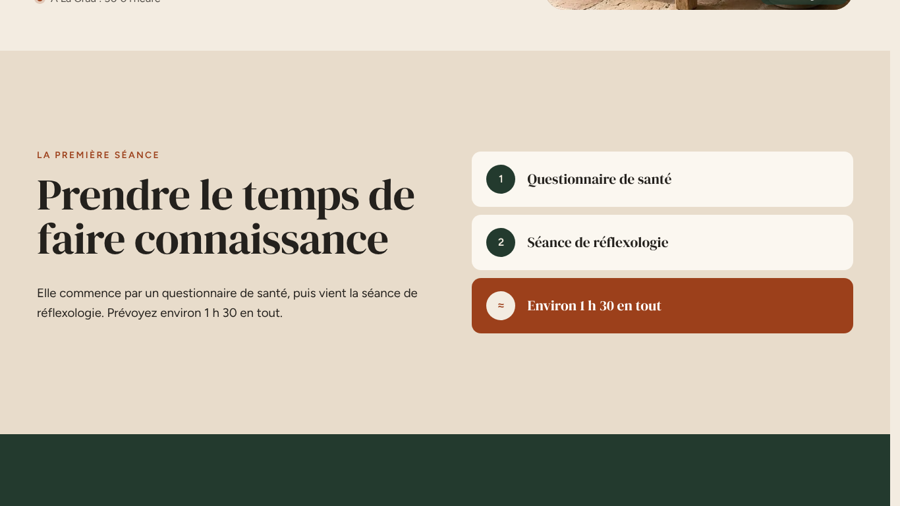 LA PREMIÈRE SÉANCE
Prendre le temps de
faire connaissance
Elle commence par un questionnaire de santé, puis vient la séance de
réflexologie. Prévoyez environ 1 h 30 en tout.
1 Questionnaire de santé
2 Séance de réflexologie
≈ Environ 1 h 30 en tout